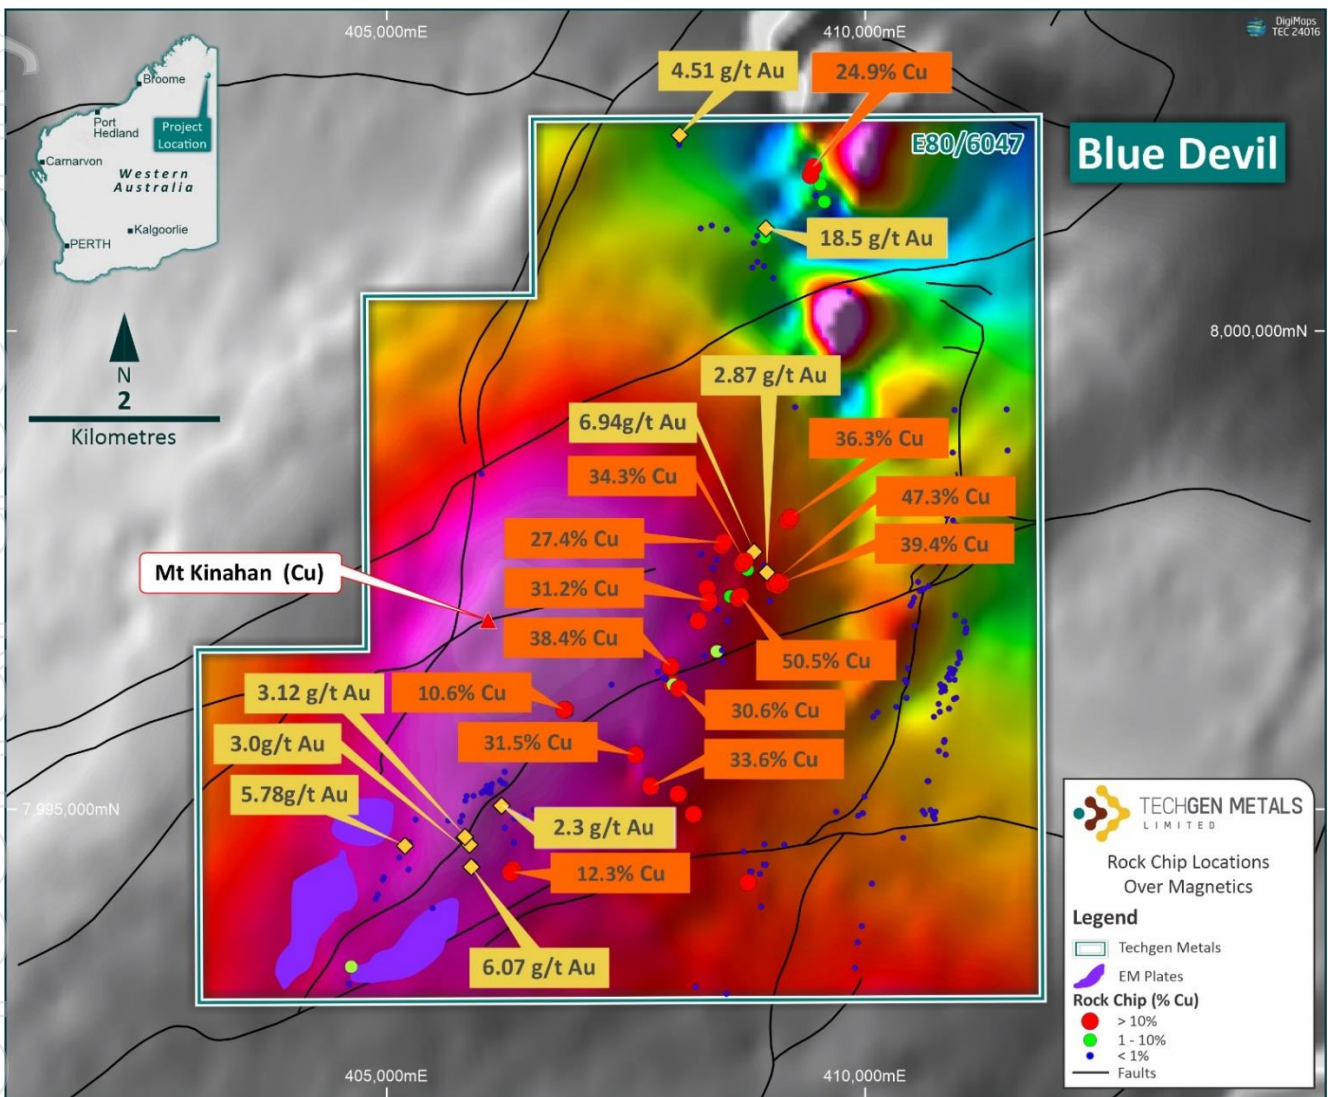 405,000mE
410,000mE
DigiMaps
TEC 24016
4.51 g/t Au
24.9% Cu
Broome
Port
Hedland
Project
Location
Carnarvon
Western
Australia
Kalgoorlie
PERTH
E80/6047
Blue Devil
18.5 g/t Au
8,000,000mN
N
2
Kilometres
2.87 g/t Au
6.94g/t Au
36.3% Cu
34.3% Cu
47.3% Cu
27.4% Cu
39.4% Cu
Mt Kinahan (Cu)
31.2% Cu
38.4% Cu
50.5% Cu
3.12 g/t Au
10.6% Cu
30.6% Cu
3.0g/t Au
31.5% Cu
33.6% Cu
5.78g/t Au
7,995,000mN
2.3 g/t Au
12.3% Cu
6.07 g/t Au
TECHGEN METALS
LIMITED
Rock Chip Locations
Over Magnetics
Legend
Techgen Metals
EM Plates
Rock Chip (% Cu)
> 10%
1 - 10%
< 1%
Faults
405,000mE
410,000mE